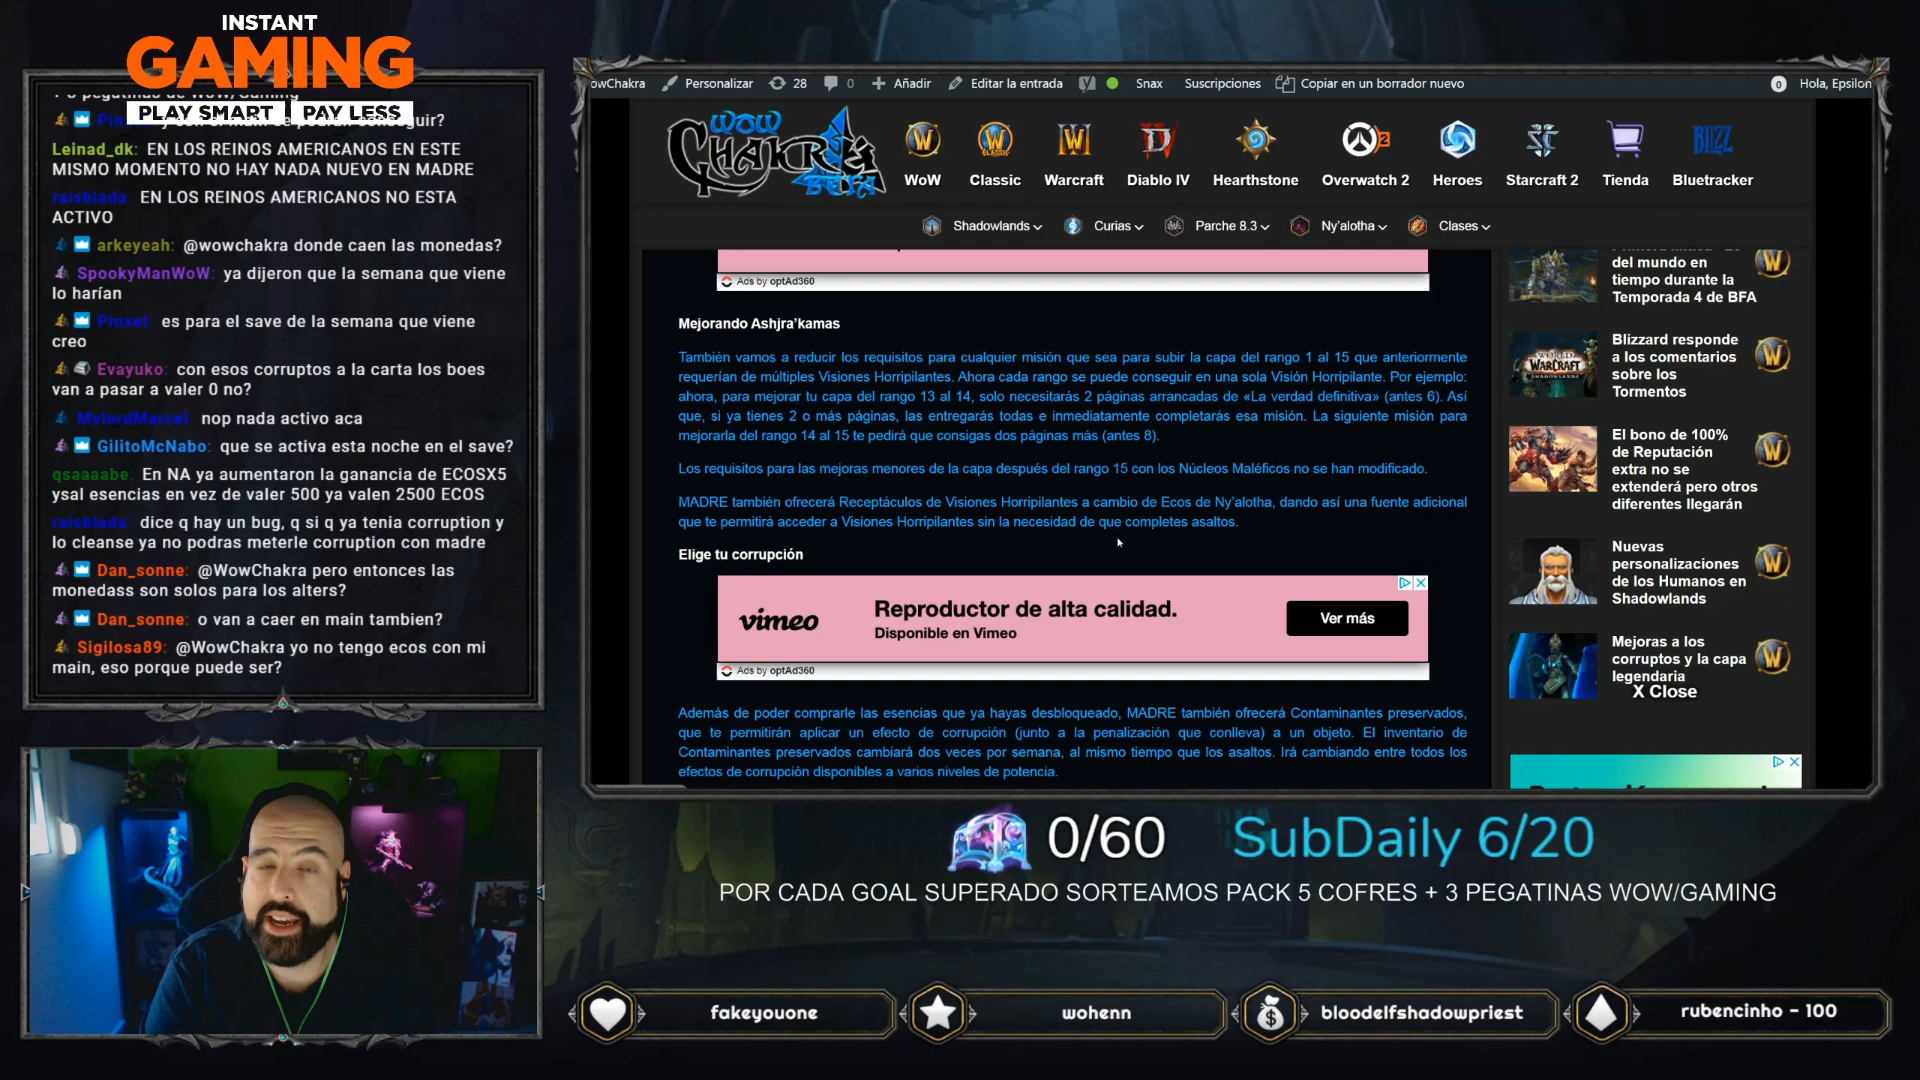 INSTANT
GAMING
PLAY SMART PAY LESS
Leinad_dk: EN LOS REINOS AMERICANOS EN ESTE
MISMO MOMENTO NO HAY NADA NUEVO EN MADRE
raisblada: EN LOS REINOS AMERICANOS NO ESTA
ACTIVO
arkeyeah: @wowchakra donde caen las monedas?
SpookyManWoW: ya dijeron que la semana que viene
lo harían
Pinxet: es para el save de la semana que viene
creo
Evayuko: con esos corruptos a la carta los boes
van a pasar a valer 0 no?
MylordMarcel nop nada activo aca
GilitoMcNabo: que se activa esta noche en el save?
qsaaaabe: En NA ya aumentaron la ganancia de ECOSX5
ysal esencias en vez de valer 500 ya valen 2500 ECOS
raisblada: dice q hay un bug, q si q ya tenia corruption y
lo cleanse ya no podras meterle corruption con madre
Dan_sonne: @WowChakra pero entonces las
monedass son solos para los alters?
Dan_sonne: o van a caer en main tambien?
Sigilosa89: @WowChakra yo no tengo ecos con mi
main, eso porque puede ser?
owChakra Personalizar 28 0 Añadir Editar la entrada Snax Suscripciones Copiar en un borrador nuevo 0 Hola, Epsilon
WOW
CHAKRA
BUFA
WoW Classic Warcraft Diablo IV Hearthstone Overwatch 2 Heroes Starcraft 2 Tienda Bluetracker
Shadowlands Curias Parche 8.3 Ny'alotha Clases
Ads by optAd360
Mejorando Ashjra'kamas
También vamos a reducir los requisitos para cualquier misión que sea para subir la capa del rango 1 al 15 que anteriormente
requerían de múltiples Visiones Horripilantes. Ahora cada rango se puede conseguir en una sola Visión Horripilante. Por ejemplo:
ahora, para mejorar tu capa del rango 13 al 14, solo necesitarás 2 páginas arrancadas de «La verdad definitiva» (antes 6). Así
que, si ya tienes 2 o más páginas, las entregarás todas e inmediatamente completarás esa misión. La siguiente misión para
mejorarla del rango 14 al 15 te pedirá que consigas dos páginas más (antes 8).
Los requisitos para las mejoras menores de la capa después del rango 15 con los Núcleos Maléficos no se han modificado.
MADRE también ofrecerá Receptáculos de Visiones Horripilantes a cambio de Ecos de Ny'alotha, dando así una fuente adicional
que te permitirá acceder a Visiones Horripilantes sin la necesidad de que completes asaltos.
Elige tu corrupción
vimeo
Reproductor de alta calidad.
Disponible en Vimeo
Ver más
Ads by optAd360
Además de poder comprarle las esencias que ya hayas desbloqueado, MADRE también ofrecerá Contaminantes preservados,
que te permitirán aplicar un efecto de corrupción (junto a la penalización que conlleva) a un objeto. El inventario de
Contaminantes preservados cambiará dos veces por semana, al mismo tiempo que los asaltos. Irá cambiando entre todos los
efectos de corrupción disponibles a varios niveles de potencia.
del mundo en
tiempo durante la
Temporada 4 de BFA
Blizzard responde
a los comentarios
sobre los
Tormentos
El bono de 100%
de Reputación
extra no se
extenderá pero otros
diferentes llegarán
Nuevas
personalizaciones
de los Humanos en
Shadowlands
Mejoras a los
corruptos y la capa
legendaria
X Close
0/60 SubDaily 6/20
POR CADA GOAL SUPERADO SORTEAMOS PACK 5 COFRES + 3 PEGATINAS WOW/GAMING
fakeyouone wohenn bloodelfshadowpriest rubencinho - 100